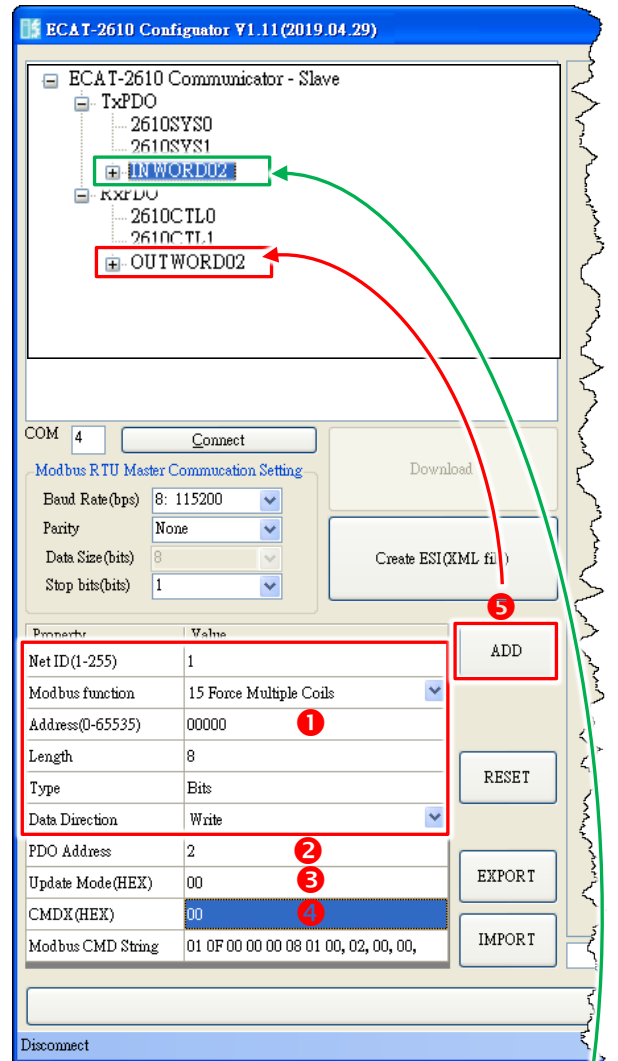 ECAT-2610 Configuator V1.11(2019.04.29)
ECAT-2610 Communicator - Slave
TxPDO
2610SYS0
2610SYS1
INWORD02
RxPDO
2610CTL0
2610CTL1
OUTWORD02
COM 4 Connect
Modbus RTU Master Commucation Setting
Download
Baud Rate(bps) 8: 115200
Parity None
Data Size(bits) 8
Create ESI(XML file)
Stop bits(bits) 1
5
Property Value
ADD
Net ID(1-255) 1
Modbus function 15 Force Multiple Coils
Address(0-65535) 00000 1
Length 8
RESET
Type Bits
Data Direction Write
PDO Address 2 2
EXPORT
Update Mode(HEX) 00 3
CMDX(HEX) 00 4
Modbus CMD String 01 0F 00 00 00 08 01 00, 02, 00, 00,
IMPORT
Disconnect